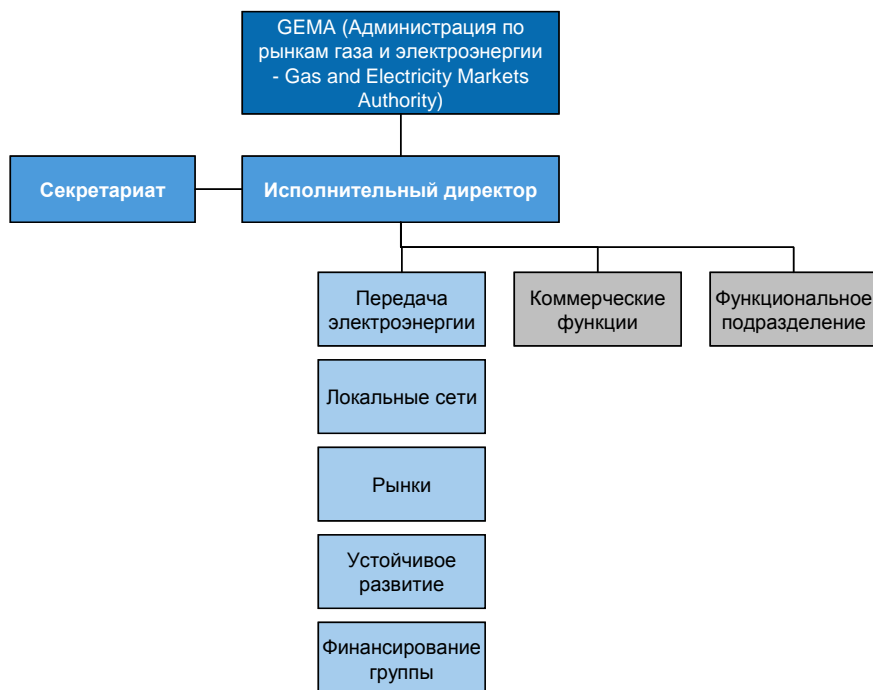 GEMA (Администрация по
рынкам газа и электроэнергии
- Gas and Electricity Markets
Authority)
Секретариат
Исполнительный директор
Передача
электроэнергии
Коммерческие
функции
Функциональное
подразделение
Локальные сети
Рынки
Устойчивое
развитие
Финансирование
группы